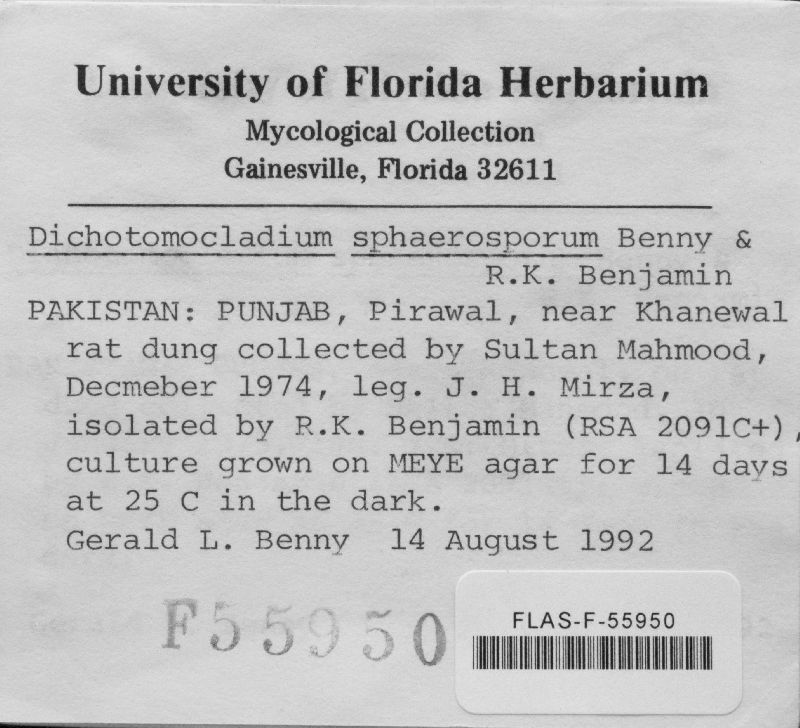 University of Florida Herbarium
Mycological Collection
Gainesville, Florida 32611
Dichotomocladium sphaerosporum Benny &
R.K. Benjamin
PAKISTAN: PUNJAB, Pirawal, near Khanewal
rat dung collected by Sultan Mahmood,
Decmeber 1974, leg. J. H. Mirza,
isolated by R.K. Benjamin (RSA 2091C+),
culture grown on MEYE agar for 14 days
at 25 C in the dark.
Gerald L. Benny 14 August 1992
F55950
FLAS-F-55950